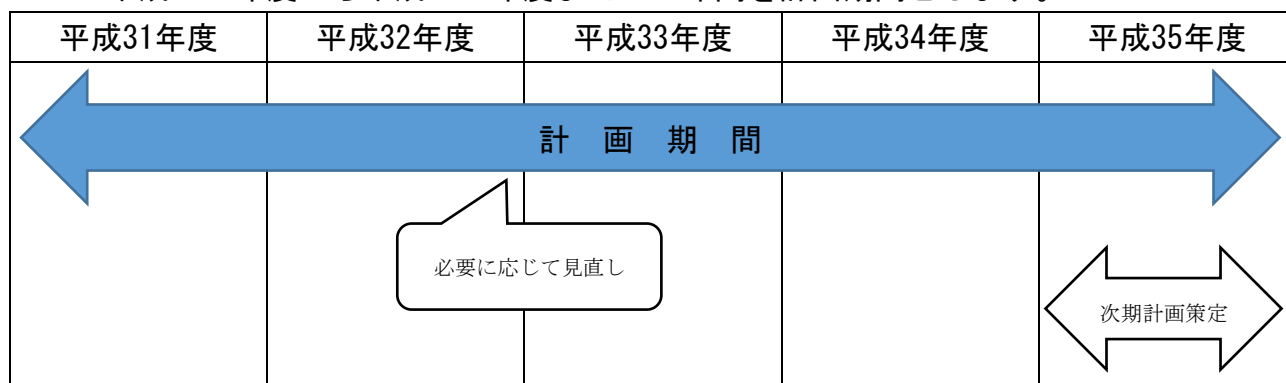 平成31年度 平成32年度 平成33年度 平成34年度 平成35年度
計 画 期 間
必要に応じて見直し
次期計画策定